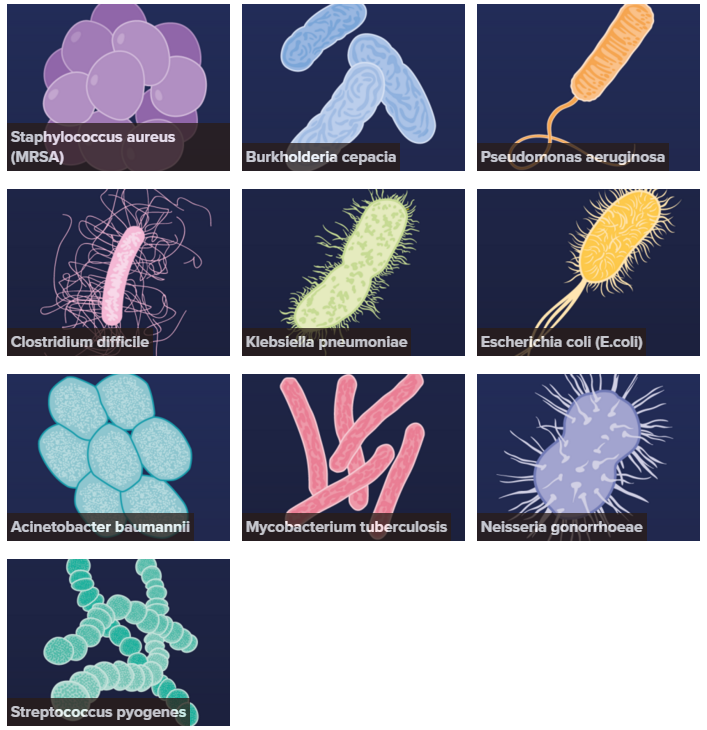 Staphylococcus aureus
(MRSA)
Burkholderia cepacia
Pseudomonas aeruginosa
Clostridium difficile
Klebsiella pneumoniae
Escherichia coli (E.coli)
Acinetobacter baumannii
Mycobacterium tuberculosis
Neisseria gonorrhoeae
Streptococcus pyogenes